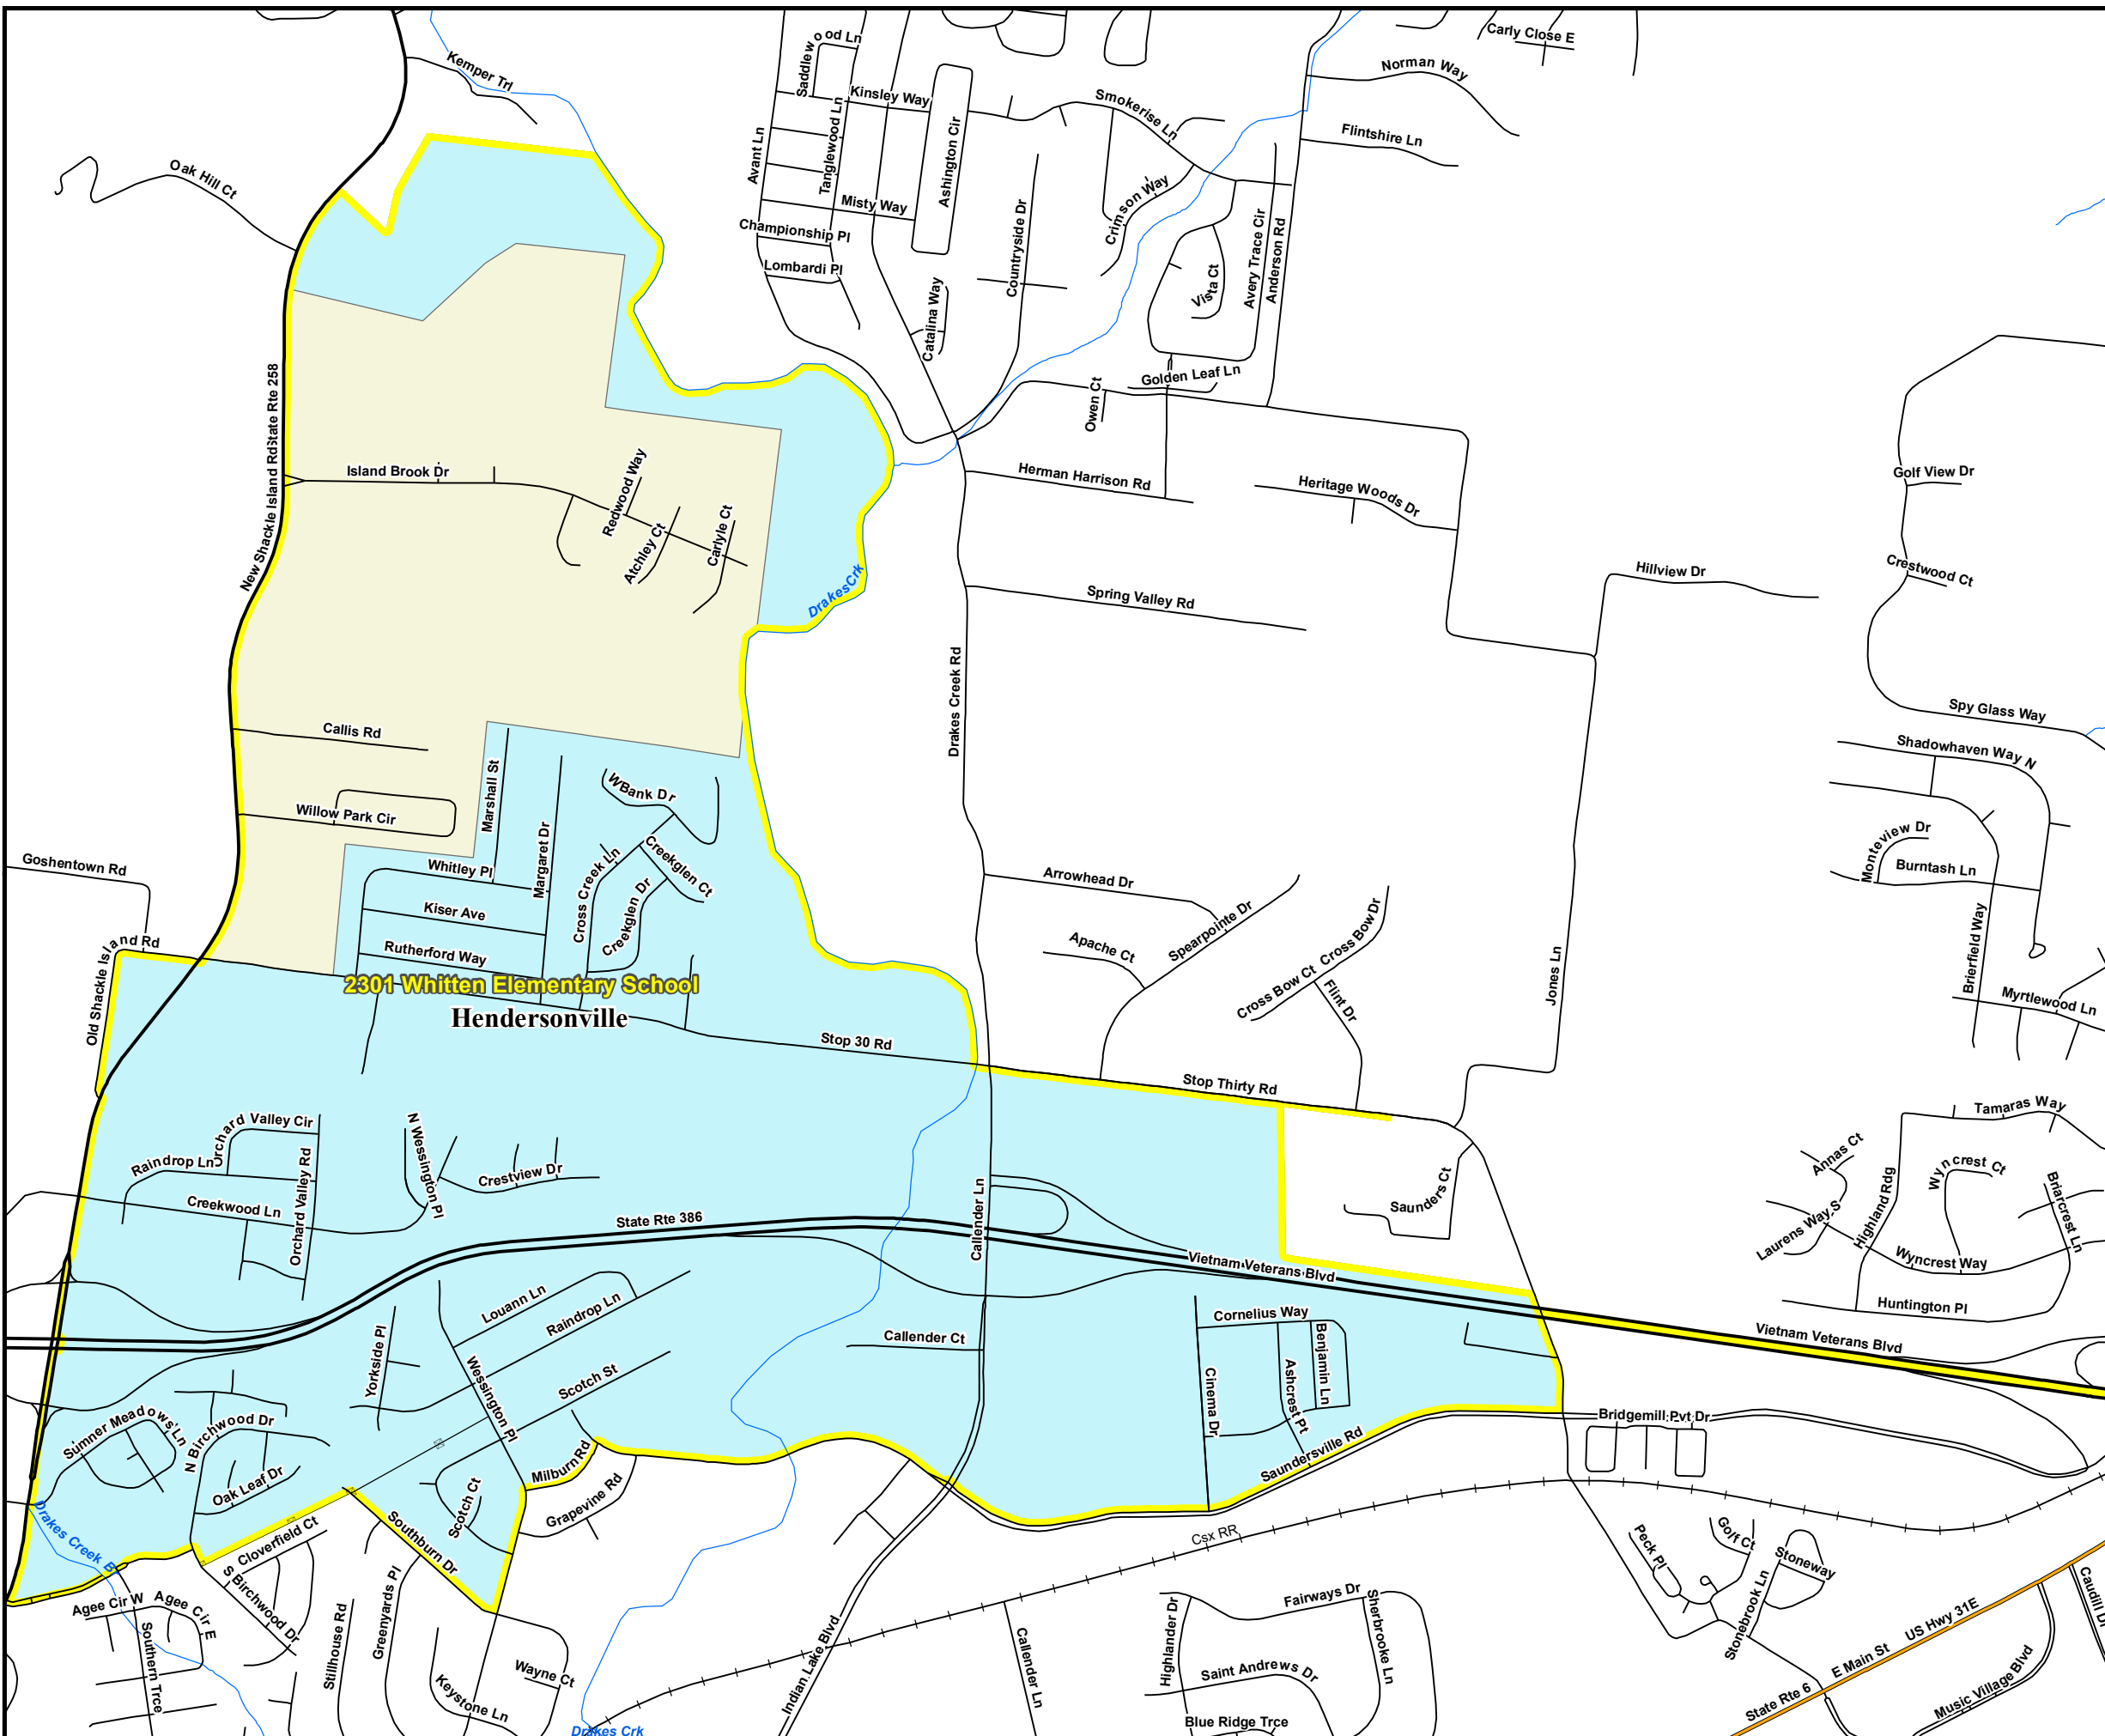 Carly Close E
Saddlewood Ln
Norman Way
Kemper Trl
Kinsley Way
Smokerise Ln
Flintshire Ln
Avant Ln
Tanglewood Ln
Ashington Cir
Oak Hill Ct
Misty Way
Crimson Way
Championship Pl
Countryside Dr
Avery Trace Cir
Anderson Rd
Lombardi Pl
Vista Ct
Catalina Way
Golden Leaf Ln
Owen Ct
New Shackle Island Rd
State Rte 258
Island Brook Dr
Redwood Way
Herman Harrison Rd
Heritage Woods Dr
Golf View Dr
Atchley Ct
Carlyle Ct
Crestwood Ct
Hillview Dr
DrakesCrk
Spring Valley Rd
Drakes Creek Rd
Spy Glass Way
Callis Rd
Shadowhaven Way N
WBank Dr
Marshall St
Willow Park Cir
Margaret Dr
Monteview Dr
Goshentown Rd
Whitley Pl
Creekglen Ct
Cross Creek Ln
Arrowhead Dr
Burntash Ln
Kiser Ave
Creekglen Dr
Spearpointe Dr
Cross Bow Dr
Brierfield Way
Old Shackle Island Rd
Rutherford Way
Apache Ct
Cross Bow Ct
Jones Ln
2301 Whitten Elementary School
Flint Dr
Myrtlewood Ln
Hendersonville
Stop 30 Rd
Stop Thirty Rd
Tamaras Way
Orchard Valley Cir
N Wessington Pl
Raindrop Ln
Orchard Valley Rd
Crestview Dr
Annas Ct
Wyncrest Ct
Saunders Ct
Highland Rdg
Briarcrest Ln
Creekwood Ln
State Rte 386
Callender Ln
Laurens Way S
Vietnam Veterans Blvd
Wyncrest Way
Louann Ln
Raindrop Ln
Huntington Pl
Cornelius Way
Callender Ct
Benjamin Ln
Vietnam Veterans Blvd
Yorkside Pl
Wessington Pl
Scotch St
Cinema Dr
Ashcrest Pt
Sumner Meadows Ln
N Birchwood Dr
Bridgemill Pvt Dr
Saundersville Rd
Milburn Rd
Oak Leaf Dr
Scotch Ct
Grapevine Rd
Drakes Creek B
Southburn Dr
S Cloverfield Ct
Csx RR
Peck Pl
Golf Ct
Stoneway
S Birchwood Dr
Greenyards Pl
Agee Cir W
Agee Cir E
Fairways Dr
Sherbrooke Ln
Highlander Dr
Stonebrook Ln
US Hwy 31E
Caudill Dr
Southern Trce
Stillhouse Rd
Indian Lake Blvd
Callender Ln
E Main St
Wayne Ct
Saint Andrews Dr
Keystone Ln
State Rte 6
Music Village Blvd
Blue Ridge Trce
Drakes Crk